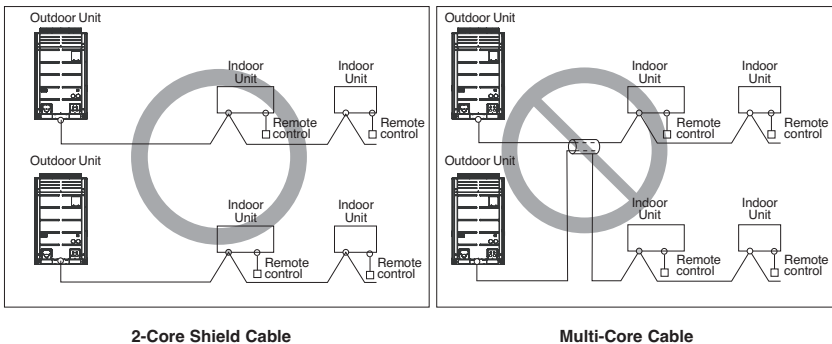 Outdoor Unit
Indoor
Unit
Indoor
Unit
Remote
control
Remote
control
Outdoor Unit
Indoor
Unit
Indoor
Unit
Remote
control
Remote
control
2-Core Shield Cable
Outdoor Unit
Indoor
Unit
Indoor
Unit
Remote
control
Remote
control
Outdoor Unit
Indoor
Unit
Indoor
Unit
Remote
control
Remote
control
Multi-Core Cable